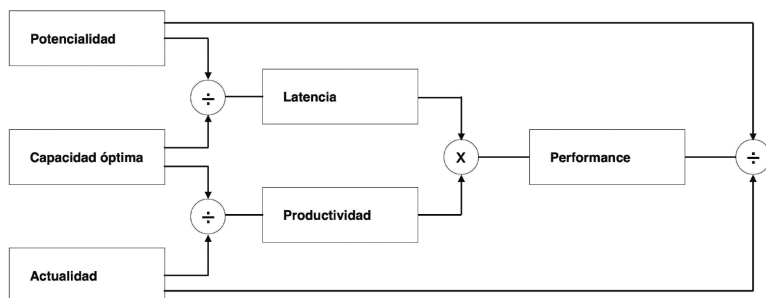 Potencialidad
÷
÷
Latencia
Capacidad óptima
X
Performance
÷
÷
Productividad
Actualidad